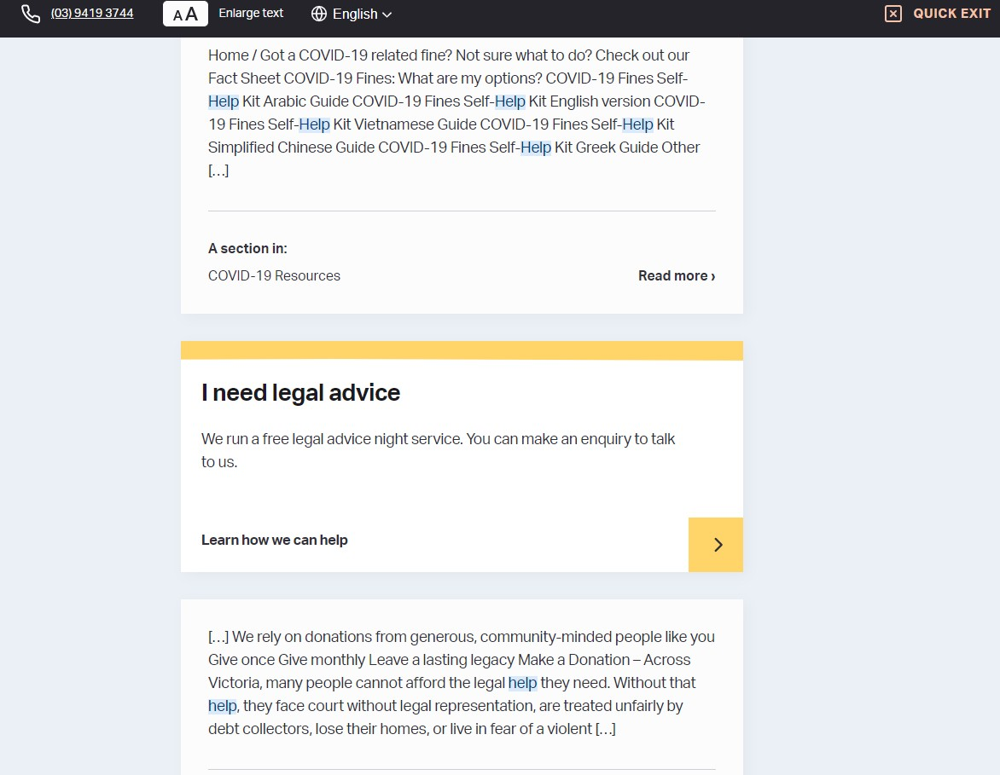 (03) 9419 3744
AA Enlarge text
English
QUICK EXIT
Home / Got a COVID-19 related fine? Not sure what to do? Check out our
Fact Sheet COVID-19 Fines: What are my options? COVID-19 Fines Self-
Help Kit Arabic Guide COVID-19 Fines Self-Help Kit English version COVID-
19 Fines Self-Help Kit Vietnamese Guide COVID-19 Fines Self-Help Kit
Simplified Chinese Guide COVID-19 Fines Self-Help Kit Greek Guide Other
[…]
A section in:
COVID-19 Resources
Read more ›
I need legal advice
We run a free legal advice night service. You can make an enquiry to talk
to us.
Learn how we can help
[…] We rely on donations from generous, community-minded people like you
Give once Give monthly Leave a lasting legacy Make a Donation – Across
Victoria, many people cannot afford the legal help they need. Without that
help, they face court without legal representation, are treated unfairly by
debt collectors, lose their homes, or live in fear of a violent […]